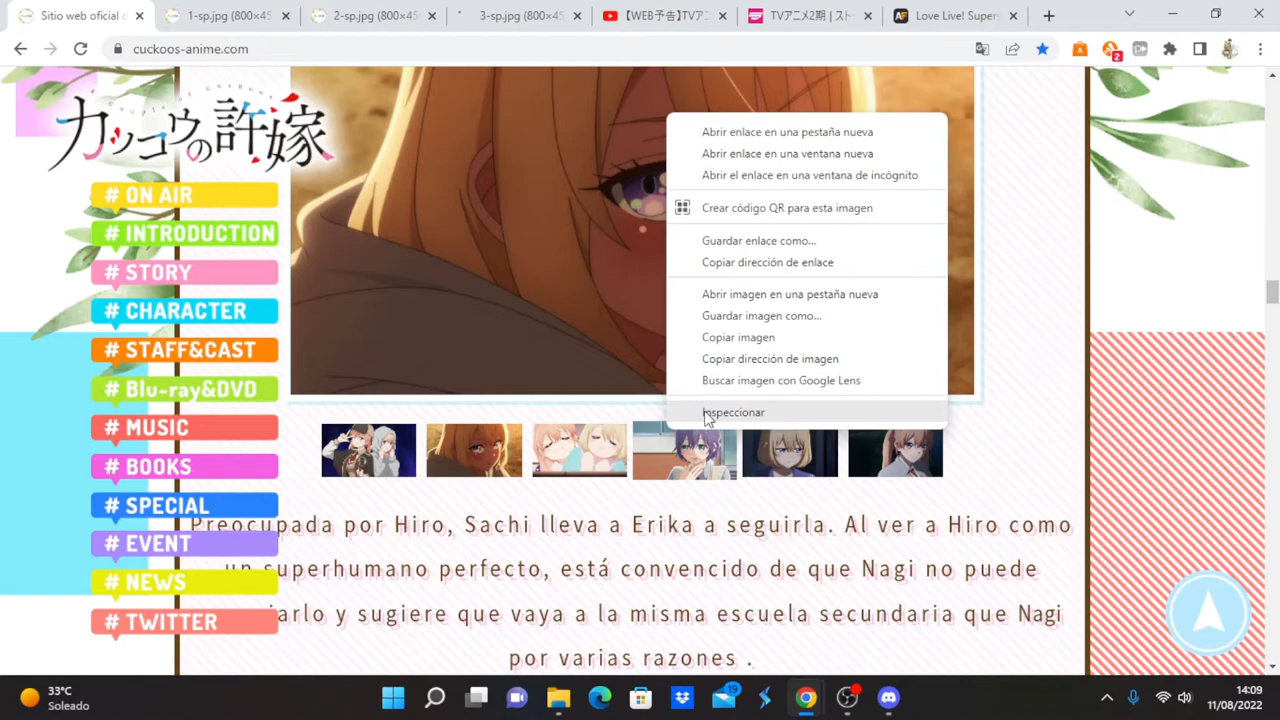 Sitio web oficial d
1-sp.jpg (800×45
2-sp.jpg (800×45
3-sp.jpg (800×45
【WEB予告】TVア
TVアニメ2期 | スト
Love Live! Supers
cuckoos-anime.com
2
カッコウの許嫁
# ON AIR
# INTRODUCTION
# STORY
# CHARACTER
# STAFF&CAST
# Blu-ray&DVD
# MUSIC
# BOOKS
# SPECIAL
# EVENT
# NEWS
# TWITTER
Abrir enlace en una pestaña nueva
Abrir enlace en una ventana nueva
Abrir el enlace en una ventana de incógnito
Crear código QR para esta imagen
Guardar enlace como...
Copiar dirección de enlace
Abrir imagen en una pestaña nueva
Guardar imagen como...
Copiar imagen
Copiar dirección de imagen
Buscar imagen con Google Lens
Inspeccionar
Preocupada por Hiro, Sachi lleva a Erika a seguirla. Al ver a Hiro como
un superhumano perfecto, está convencido de que Nagi no puede
iarlo y sugiere que vaya a la misma escuela secundaria que Nagi
por varias razones .
33°C
Soleado
19
14:09
11/08/2022